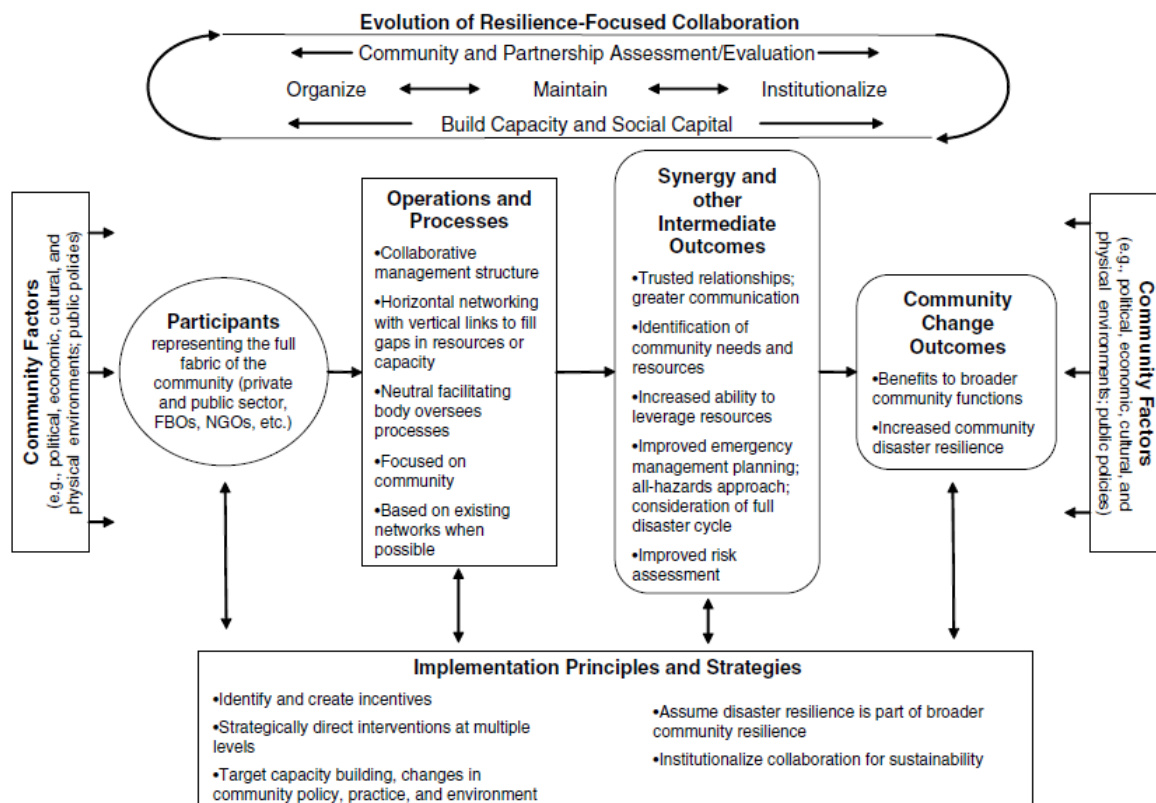 Evolution of Resilience-Focused Collaboration
Community and Partnership Assessment/Evaluation
Organize
Maintain
Institutionalize
Build Capacity and Social Capital
Community Factors
(e.g., political, economic, cultural, and
physical environments; public policies)
Participants
representing the full
fabric of the
community (private
and public sector,
FBOs, NGOs, etc.)
Operations and
Processes
•Collaborative
management structure
•Horizontal networking
with vertical links to fill
gaps in resources or
capacity
•Neutral facilitating
body oversees
processes
•Focused on
community
•Based on existing
networks when
possible
Synergy and
other
Intermediate
Outcomes
•Trusted relationships;
greater communication
•Identification of
community needs and
resources
•Increased ability to
leverage resources
•Improved emergency
management planning;
all-hazards approach;
consideration of full
disaster cycle
•Improved risk
assessment
Community
Change
Outcomes
• Benefits to broader
community functions
• Increased community
disaster resilience
Community Factors
(e.g., political, economic, cultural, and
physical environments; public policies)
Implementation Principles and Strategies
•Identify and create incentives
•Strategically direct interventions at multiple
levels
•Target capacity building, changes in
community policy, practice, and environment
•Assume disaster resilience is part of broader
community resilience
•Institutionalize collaboration for sustainability